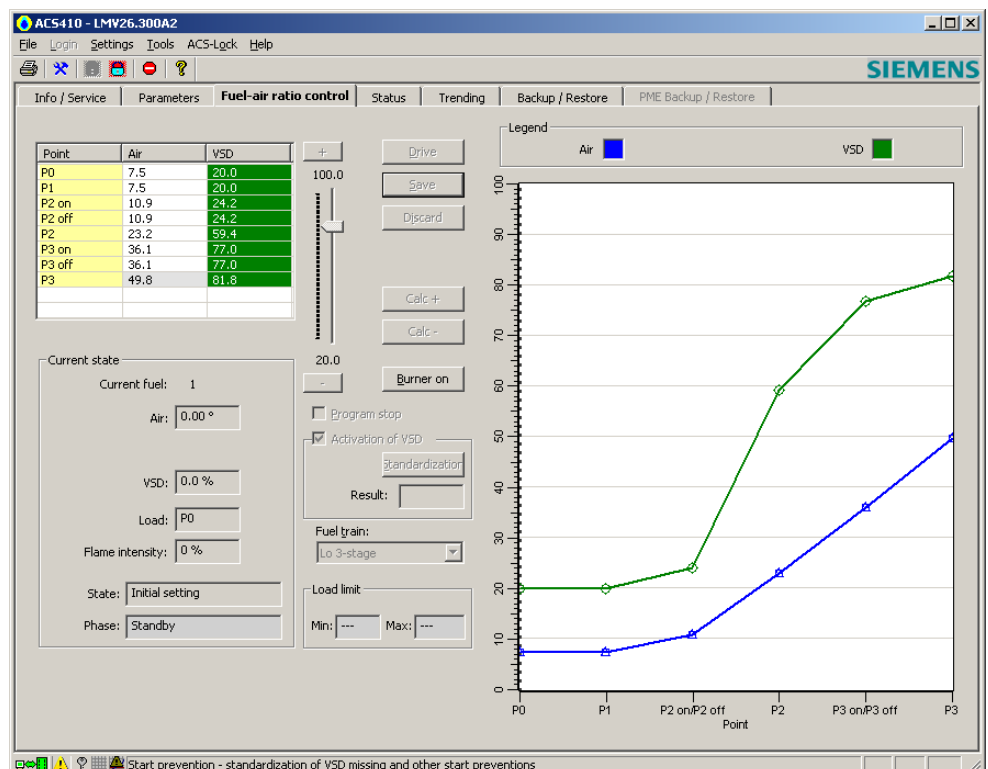 ACS410 - LMV26.300A2
File Login Settings Tools ACS-Lock Help
SIEMENS
Info / Service Parameters Fuel-air ratio control Status Trending Backup / Restore PME Backup / Restore
Point Air VSD
P0 7.5 20.0
P1 7.5 20.0
P2 on 10.9 24.2
P2 off 10.9 24.2
P2 23.2 59.4
P3 on 36.1 77.0
P3 off 36.1 77.0
P3 49.8 81.8
+
100.0
20.0
-
Drive
Save
Discard
Calc +
Calc -
Burner on
Program stop
Activation of VSD
Standardization
Result:
Fuel train:
Lo 3-stage
Load limit
Min: --- Max: ---
Current state
Current fuel: 1
Air: 0.00 °
VSD: 0.0 %
Load: P0
Flame intensity: 0 %
State: Initial setting
Phase: Standby
Legend
Air VSD
100
90
80
70
60
50
40
30
20
10
0
P0 P1 P2 on/P2 off P2 P3 on/P3 off P3
Point
Start prevention - standardization of VSD missing and other start preventions